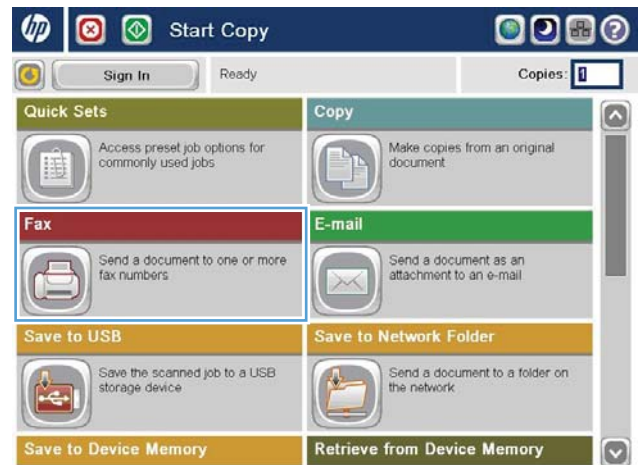 hp
Start Copy
?
Sign In
Ready
Copies: 1
Quick Sets
Access preset job options for
commonly used jobs
Copy
Make copies from an original
document
Fax
Send a document to one or more
fax numbers
E-mail
Send a document as an
attachment to an e-mail
Save to USB
Save the scanned job to a USB
storage device
Save to Network Folder
Send a document to a folder on
the network
Save to Device Memory
Retrieve from Device Memory